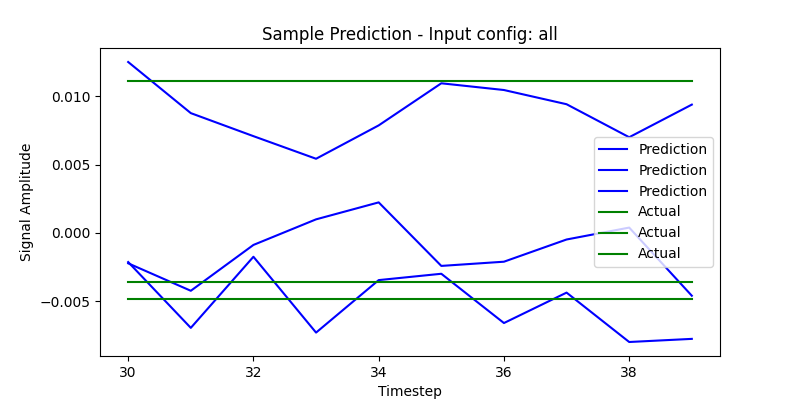 Sample Prediction - Input config: all
Signal Amplitude
0.010
0.005
0.000
−0.005
Prediction
Prediction
Prediction
Actual
Actual
Actual
30
32
34
36
38
Timestep